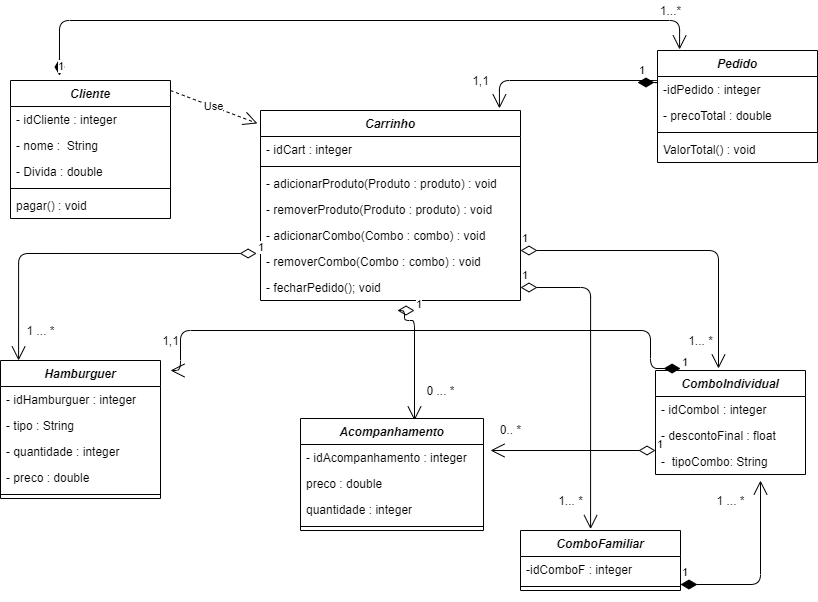 1...*
1
1
Pedido
-idPedido : integer
- precoTotal : double
ValorTotal() : void
1,1
Cliente
- idCliente : integer
- nome :  String
- Divida : double
pagar() : void
Use
Carrinho
- idCart : integer
- adicionarProduto(Produto : produto) : void
- removerProduto(Produto : produto) : void
- adicionarCombo(Combo : combo) : void
- removerCombo(Combo : combo) : void
- fecharPedido(); void
1
1
1
1
1 ... *
1,1
1... *
1
Hamburguer
- idHamburguer : integer
- tipo : String
- quantidade : integer
- preco : double
0 ... *
Acompanhamento
- idAcompanhamento : integer
preco : double
quantidade : integer
ComboIndividual
- idComboI : integer
- descontoFinal : float
-  tipoCombo: String
0.. *
1
1... *
1 ... *
ComboFamiliar
-idComboF : integer
1